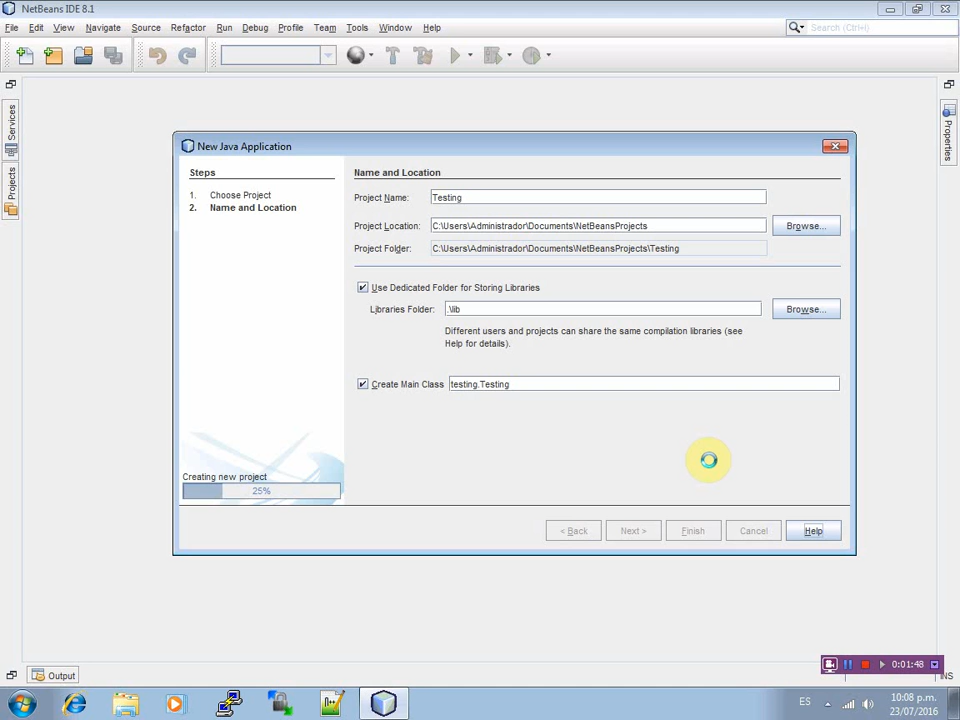 NetBeans IDE 8.1
File Edit View Navigate Source Refactor Run Debug Profile Team Tools Window Help
Search (Ctrl+I)
Services
Projects
Properties
New Java Application
Steps
1. Choose Project
2. Name and Location
Name and Location
Project Name: Testing
Project Location: C:\Users\Administrador\Documents\NetBeansProjects Browse...
Project Folder: C:\Users\Administrador\Documents\NetBeansProjects\Testing
Use Dedicated Folder for Storing Libraries
Libraries Folder: .\lib Browse...
Different users and projects can share the same compilation libraries (see
Help for details).
Create Main Class testing.Testing
Creating new project
25%
< Back Next > Finish Cancel Help
Output
0:01:48
NS
ES
10:08 p.m.
23/07/2016